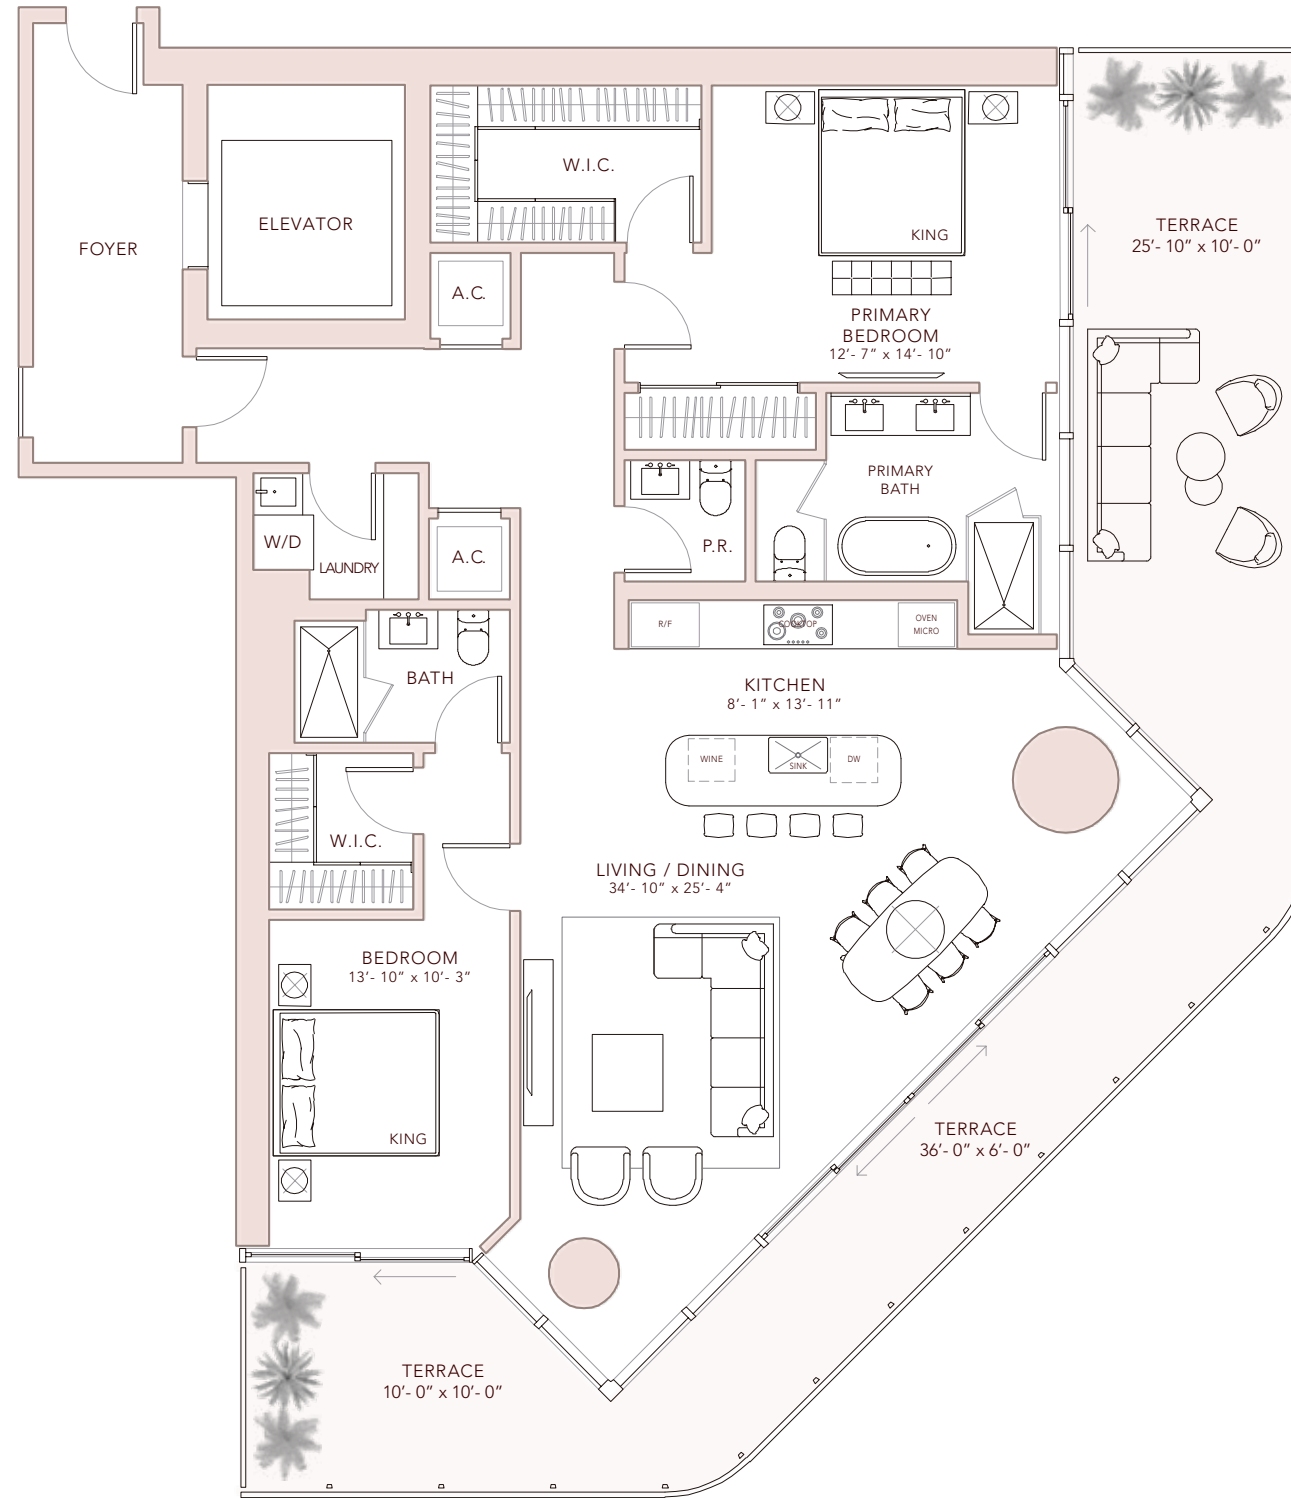 FOYER
ELEVATOR
W.I.C.
A.C.
KING
PRIMARY
BEDROOM
12'- 7" x 14'- 10"
TERRACE
25'- 10" x 10'- 0"
W/D
LAUNDRY
A.C.
P.R.
PRIMARY
BATH
R/F
COOKTOP
OVEN
MICRO
BATH
KITCHEN
8'- 1" x 13'- 11"
WINE
SINK
DW
W.I.C.
LIVING / DINING
34'- 10" x 25'- 4"
BEDROOM
13'- 10" x 10'- 3"
KING
TERRACE
36'- 0" x 6'- 0"
TERRACE
10'- 0" x 10'- 0"